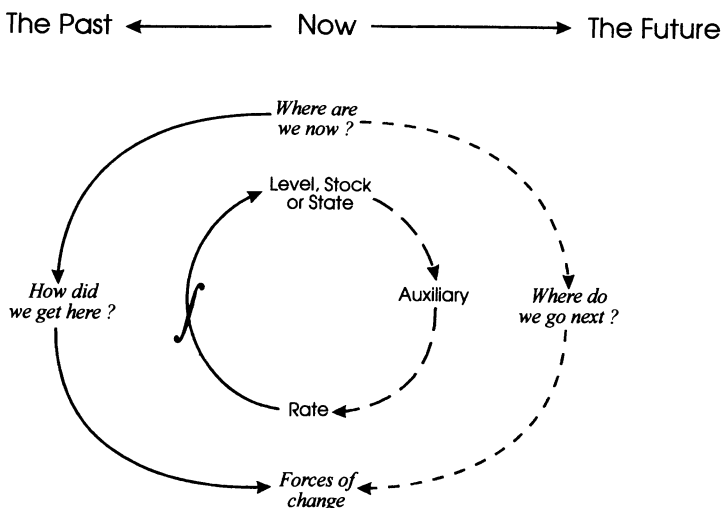 The Past Now The Future
Where are
we now ?
Level, Stock
or State
How did
we get here ?
Auxiliary
Where do
we go next ?
Rate
Forces of
change